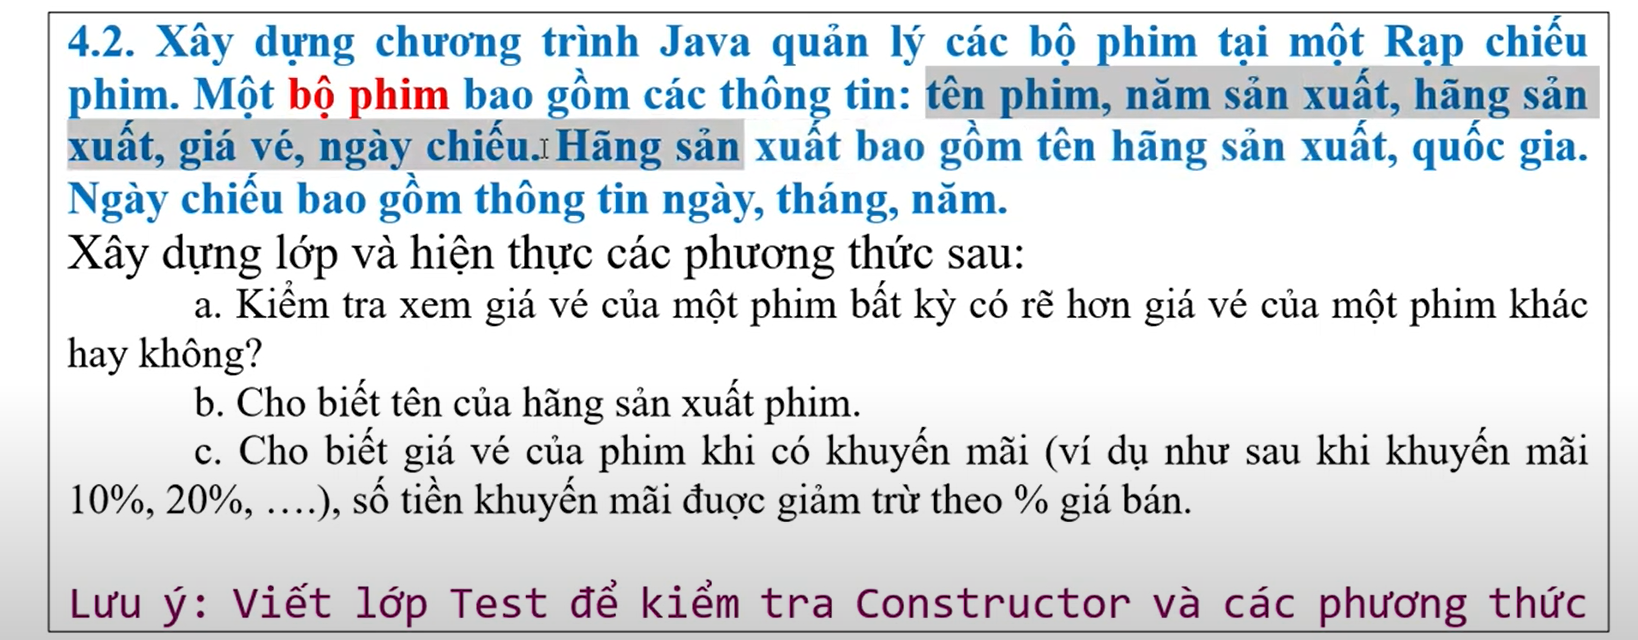 4.2. Xây dựng chương trình Java quản lý các bộ phim tại một Rạp chiếu
phim. Một bộ phim bao gồm các thông tin: tên phim, năm sản xuất, hãng sản
xuất, giá vé, ngày chiếu. Hãng sản xuất bao gồm tên hãng sản xuất, quốc gia.
Ngày chiếu bao gồm thông tin ngày, tháng, năm.
Xây dựng lớp và hiện thực các phương thức sau:
a. Kiểm tra xem giá vé của một phim bất kỳ có rẽ hơn giá vé của một phim khác
hay không?
b. Cho biết tên của hãng sản xuất phim.
c. Cho biết giá vé của phim khi có khuyến mãi (ví dụ như sau khi khuyến mãi
10%, 20%, ….), số tiền khuyến mãi đuợc giảm trừ theo % giá bán.
Lưu ý: Viết lớp Test để kiểm tra Constructor và các phương thức